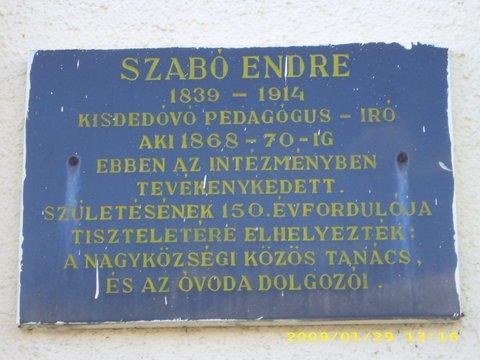 SZABÓ ENDRE
1839 - 1914
KISDEDÓVÓ PEDAGÓGUS - IRÓ
AKI 1868 - 70 - IG
EBBEN AZ INTÉZMÉNYBEN
TEVÉKENYKEDETT.
SZÜLETÉSÉNEK 150. ÉVFORDULÓJA
TISZTELETÉRE ELHELYEZTÉK:
A NAGYKÖZSÉGI KÖZÖS TANÁCS,
ÉS AZ ÓVODA DOLGOZÓI.
2009/01/29 13:16